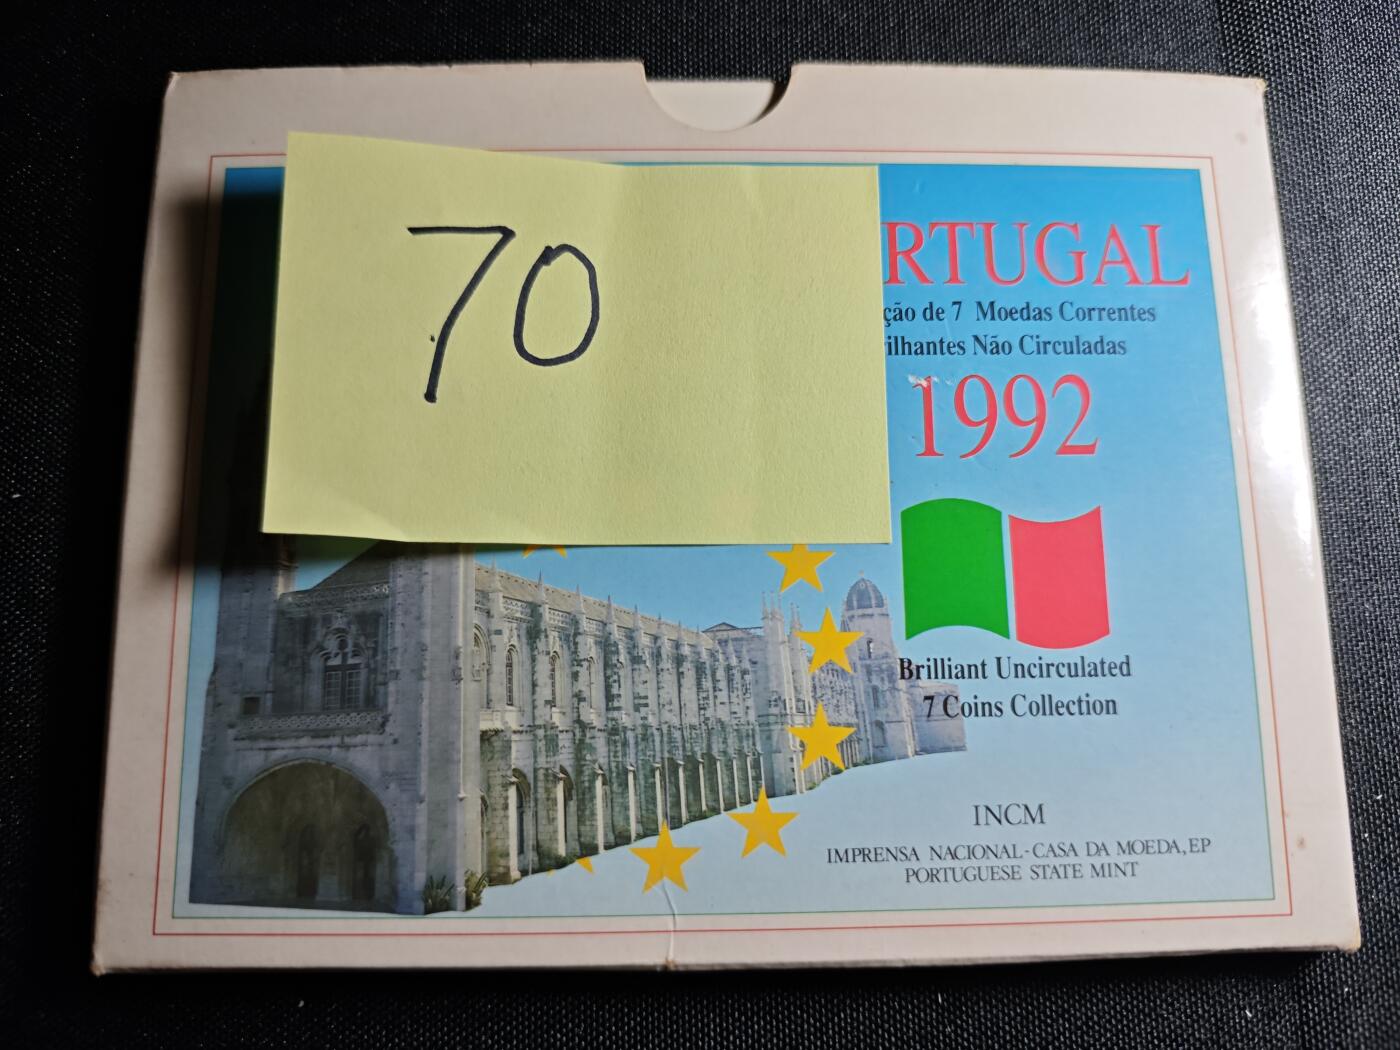 70
RTUGAL
ção de 7 Moedas Correntes
ilhantes Não Circuladas
1992
Brilliant Uncirculated
7 Coins Collection
INCM
IMPRENSA NACIONAL-CASA DA MOEDA, EP
PORTUGUESE STATE MINT